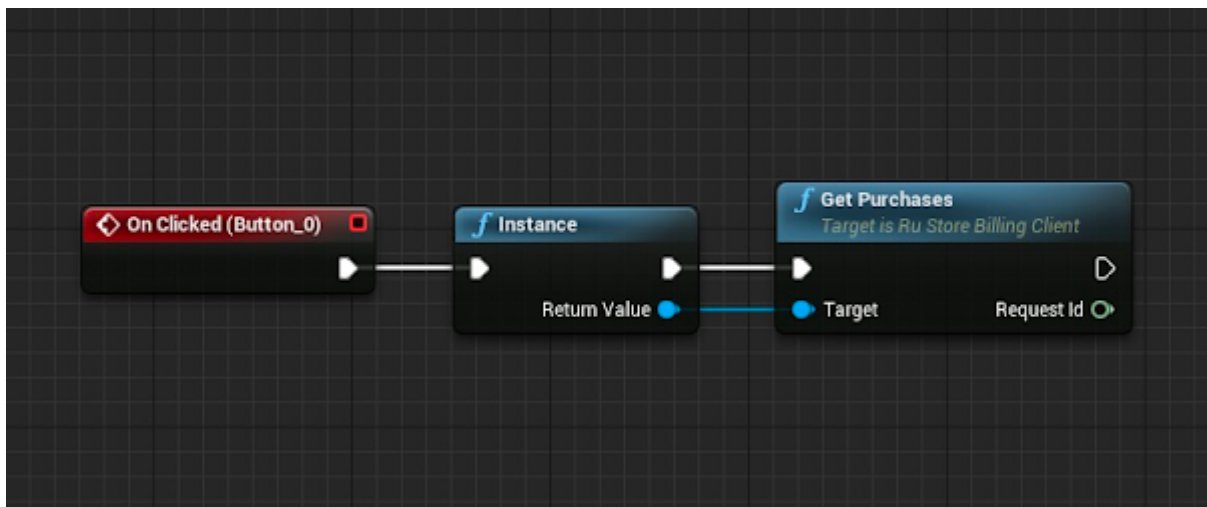 On Clicked (Button_0)
f Instance
Return Value
f Get Purchases
Target is Ru Store Billing Client
Target
Request Id